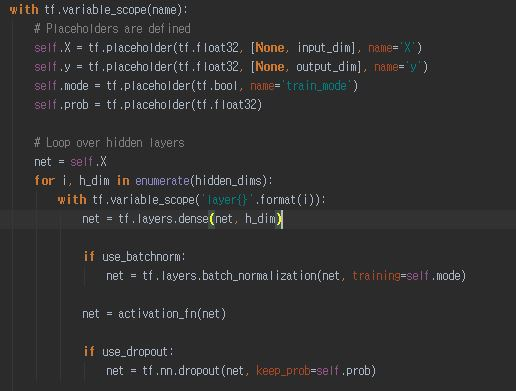 with tf.variable_scope(name):
# Placeholders are defined
self.X = tf.placeholder(tf.float32, [None, input_dim], name='X')
self.y = tf.placeholder(tf.float32, [None, output_dim], name='y')
self.mode = tf.placeholder(tf.bool, name='train_mode')
self.prob = tf.placeholder(tf.float32)
# Loop over hidden layers
net = self.X
for i, h_dim in enumerate(hidden_dims):
with tf.variable_scope('layer{}'.format(i)):
net = tf.layers.dense(net, h_dim)
if use_batchnorm:
net = tf.layers.batch_normalization(net, training=self.mode)
net = activation_fn(net)
if use_dropout:
net = tf.nn.dropout(net, keep_prob=self.prob)